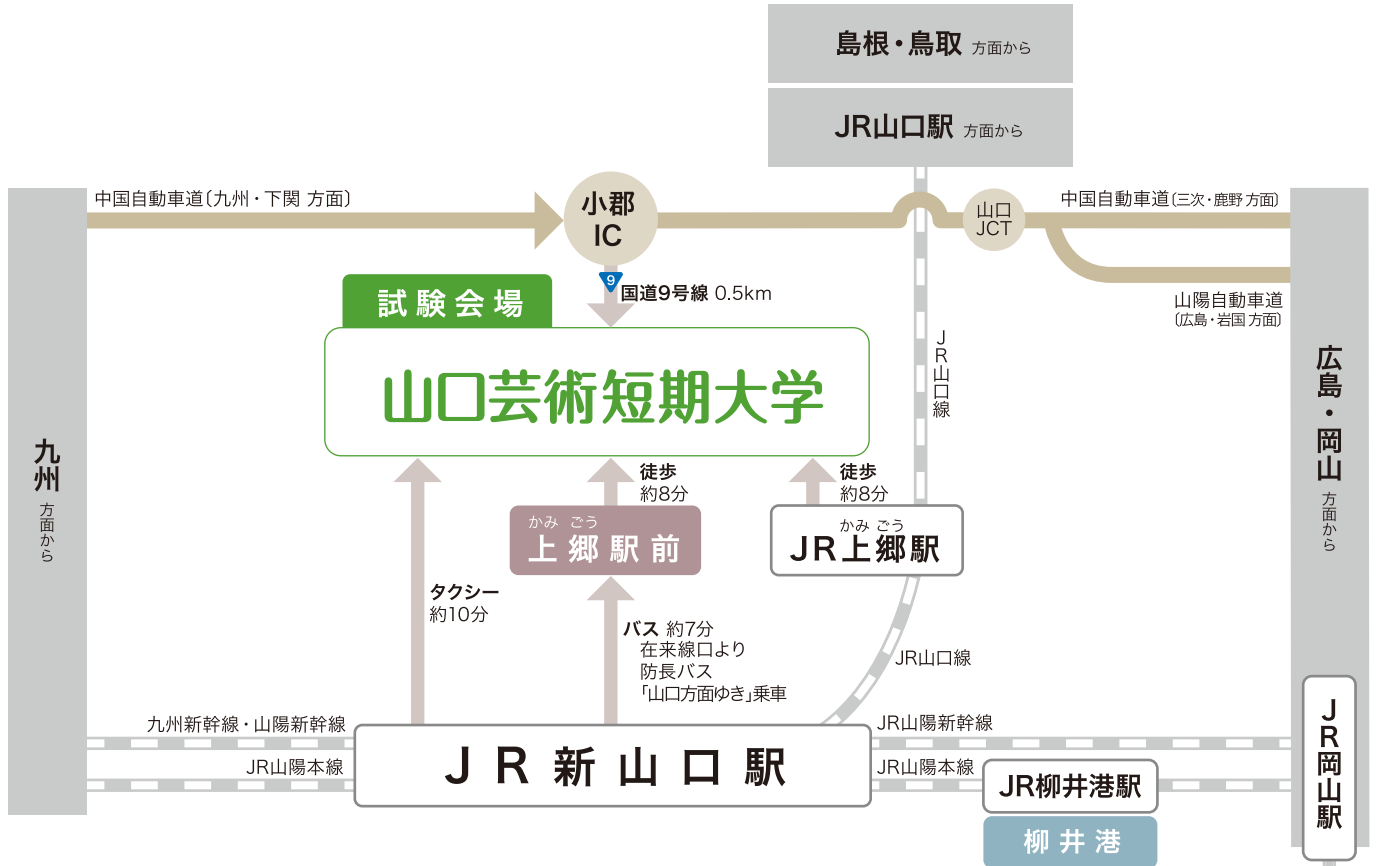 島根・鳥取 方面から
JR山口駅 方面から
中国自動車道〔九州・下関 方面〕
小郡
IC
山口
JCT
中国自動車道〔三次・鹿野 方面〕
9
国道9号線 0.5km
山陽自動車道
〔広島・岩国 方面〕
試験会場
山口芸術短期大学
JR山口線
九州 方面から
広島・岡山 方面から
徒歩
約8分
徒歩
約8分
かみ ごう
上郷駅前
かみ ごう
JR上郷駅
タクシー
約10分
バス 約7分
在来線口より
防長バス
「山口方面ゆき」乗車
JR山口線
九州新幹線・山陽新幹線
JR山陽本線
JR新山口駅
JR山陽新幹線
JR山陽本線
JR柳井港駅
柳井港
JR岡山駅